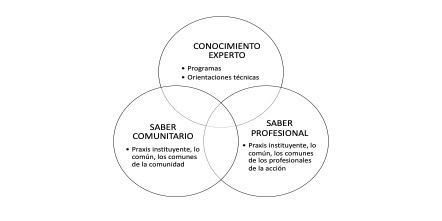 CONOCIMIENTO
EXPERTO
• Programas
• Orientaciones técnicas
SABER
COMUNITARIO
• Praxis instituyente, lo
común, los comunes
de la comunidad
SABER
PROFESIONAL
• Praxis instituyente, lo
común, los comunes
de los profesionales
de la acción